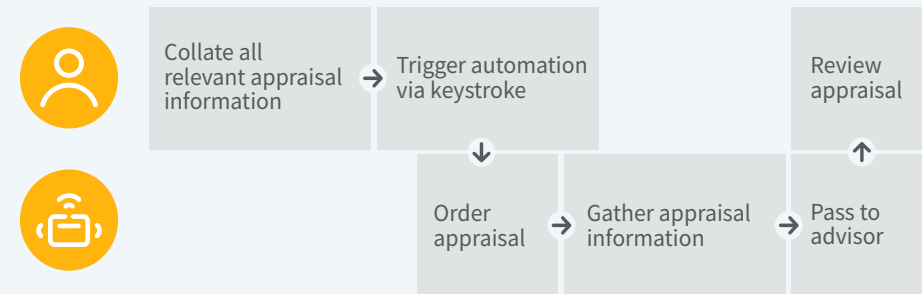 Collate all
relevant appraisal
information
Trigger automation
via keystroke
Review
appraisal
Order
appraisal
Gather appraisal
information
Pass to
advisor